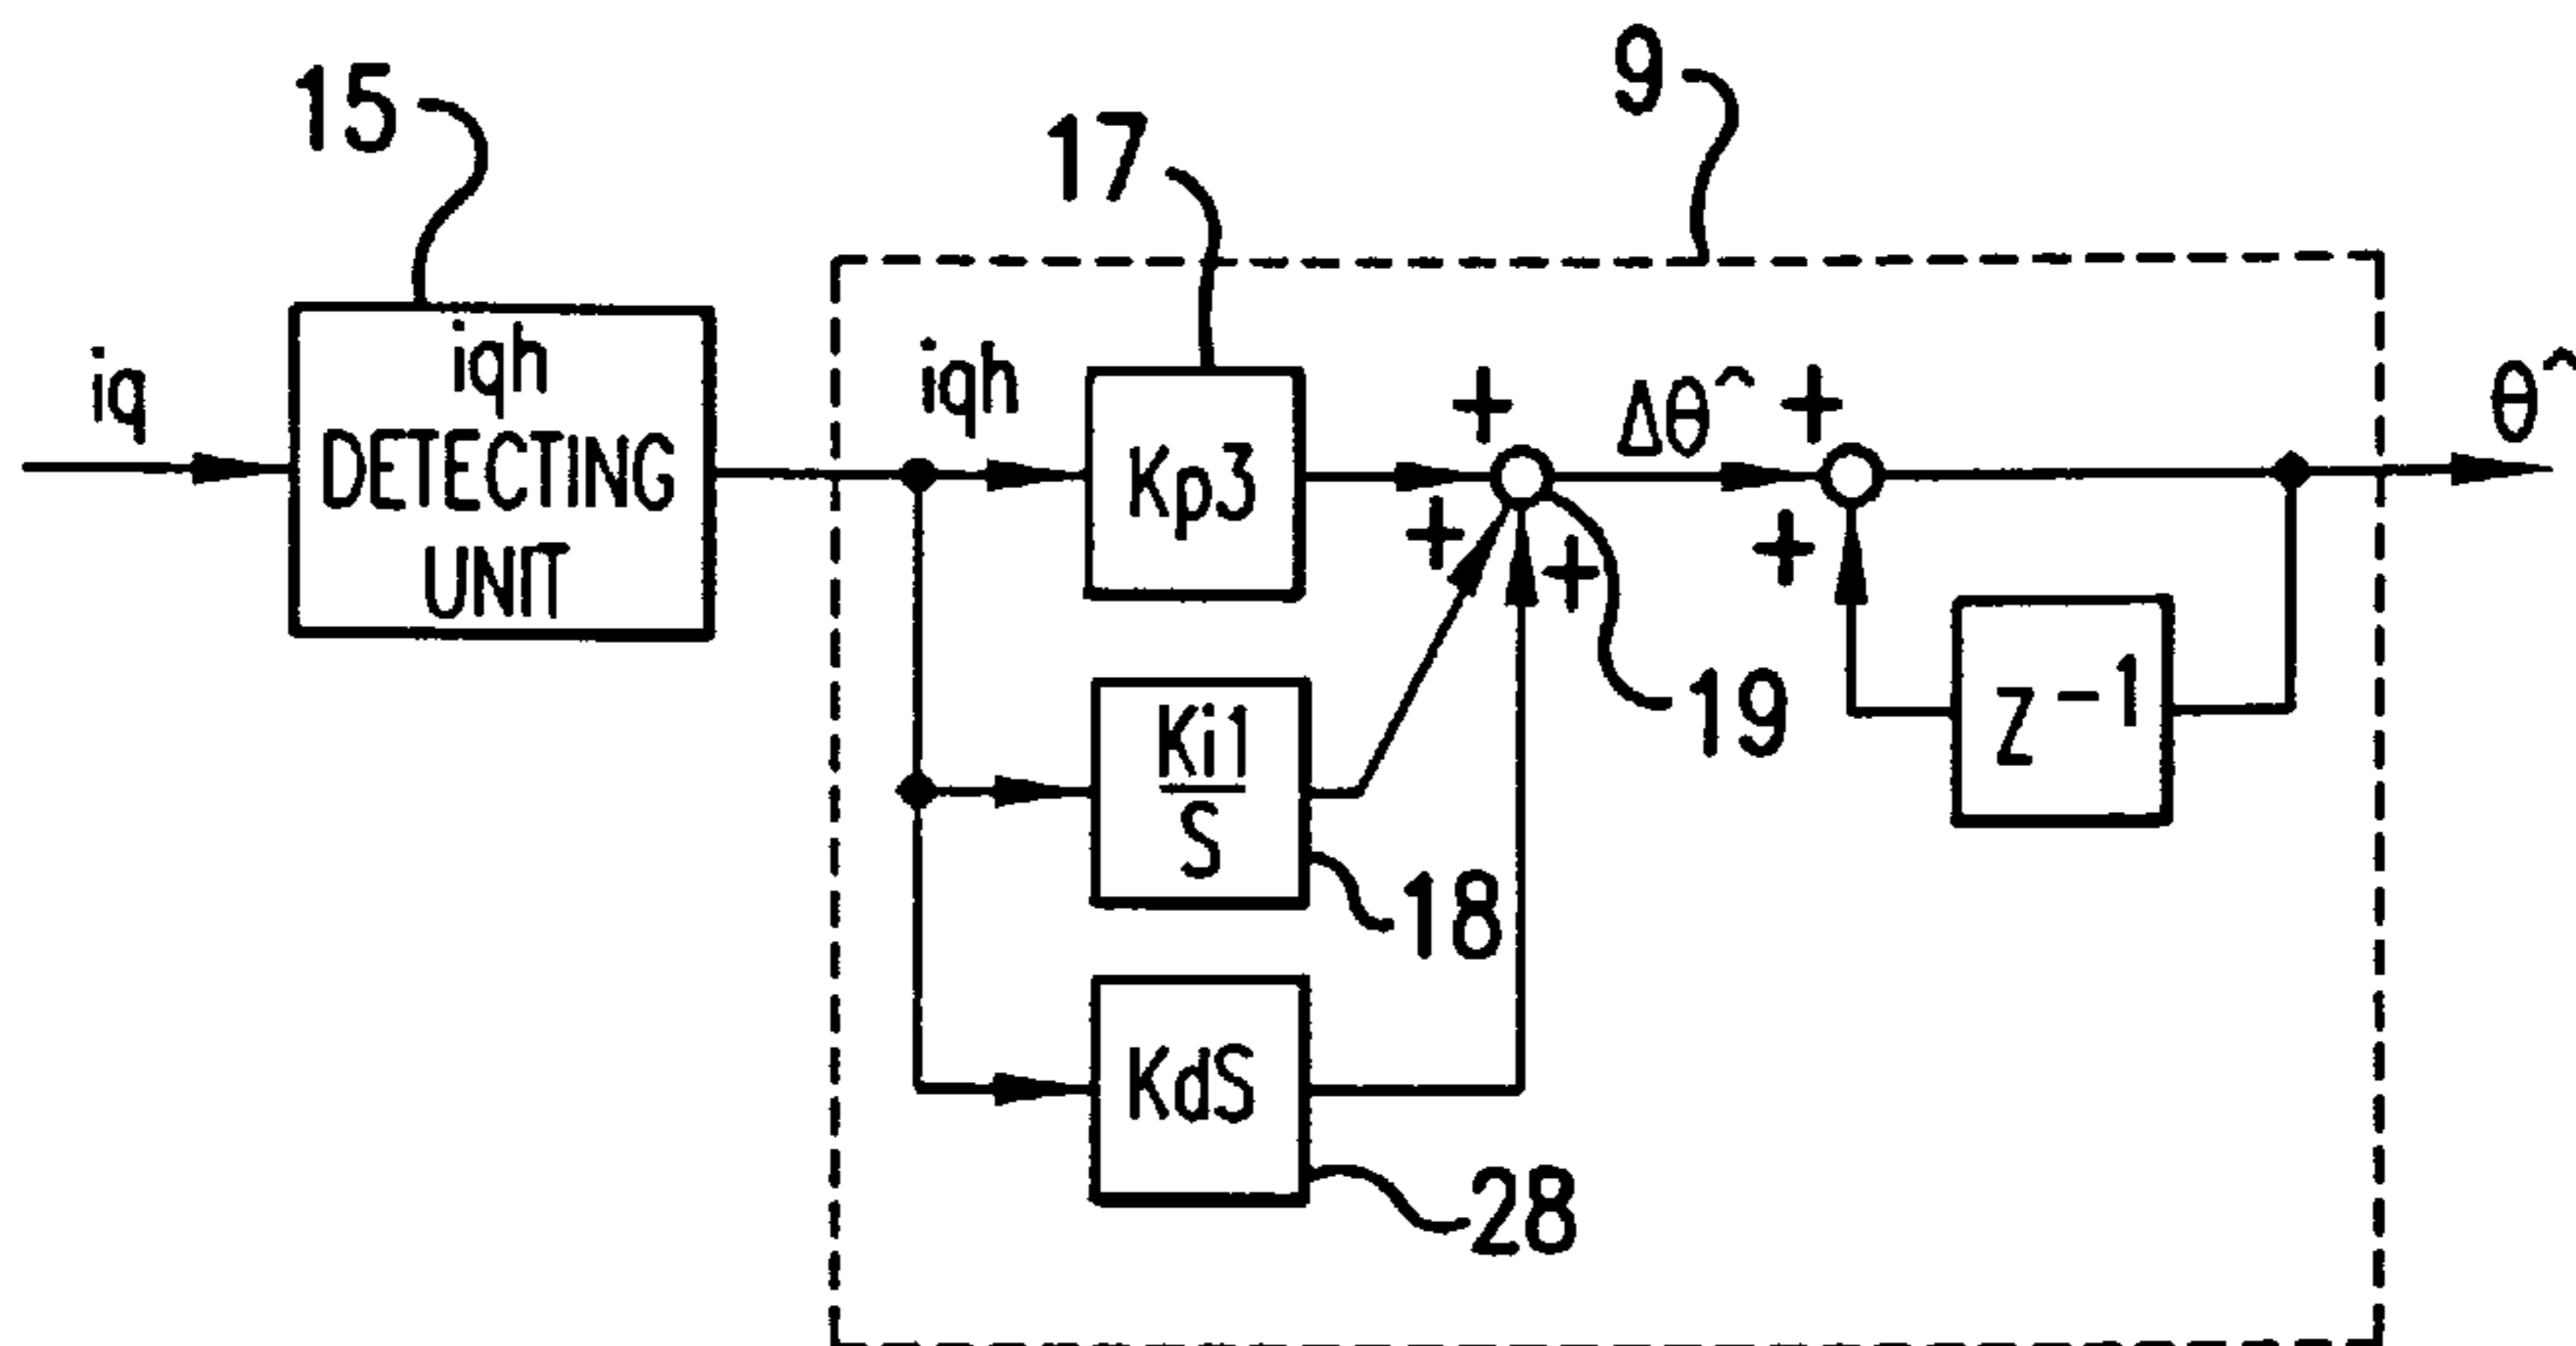 9
15
17
iq
iqh
DETECTING
UNIT
iqh
Kp3
+
+
+
Δθ^
+
+
θ^
19
Ki1
S
18
Z⁻¹
KdS
28